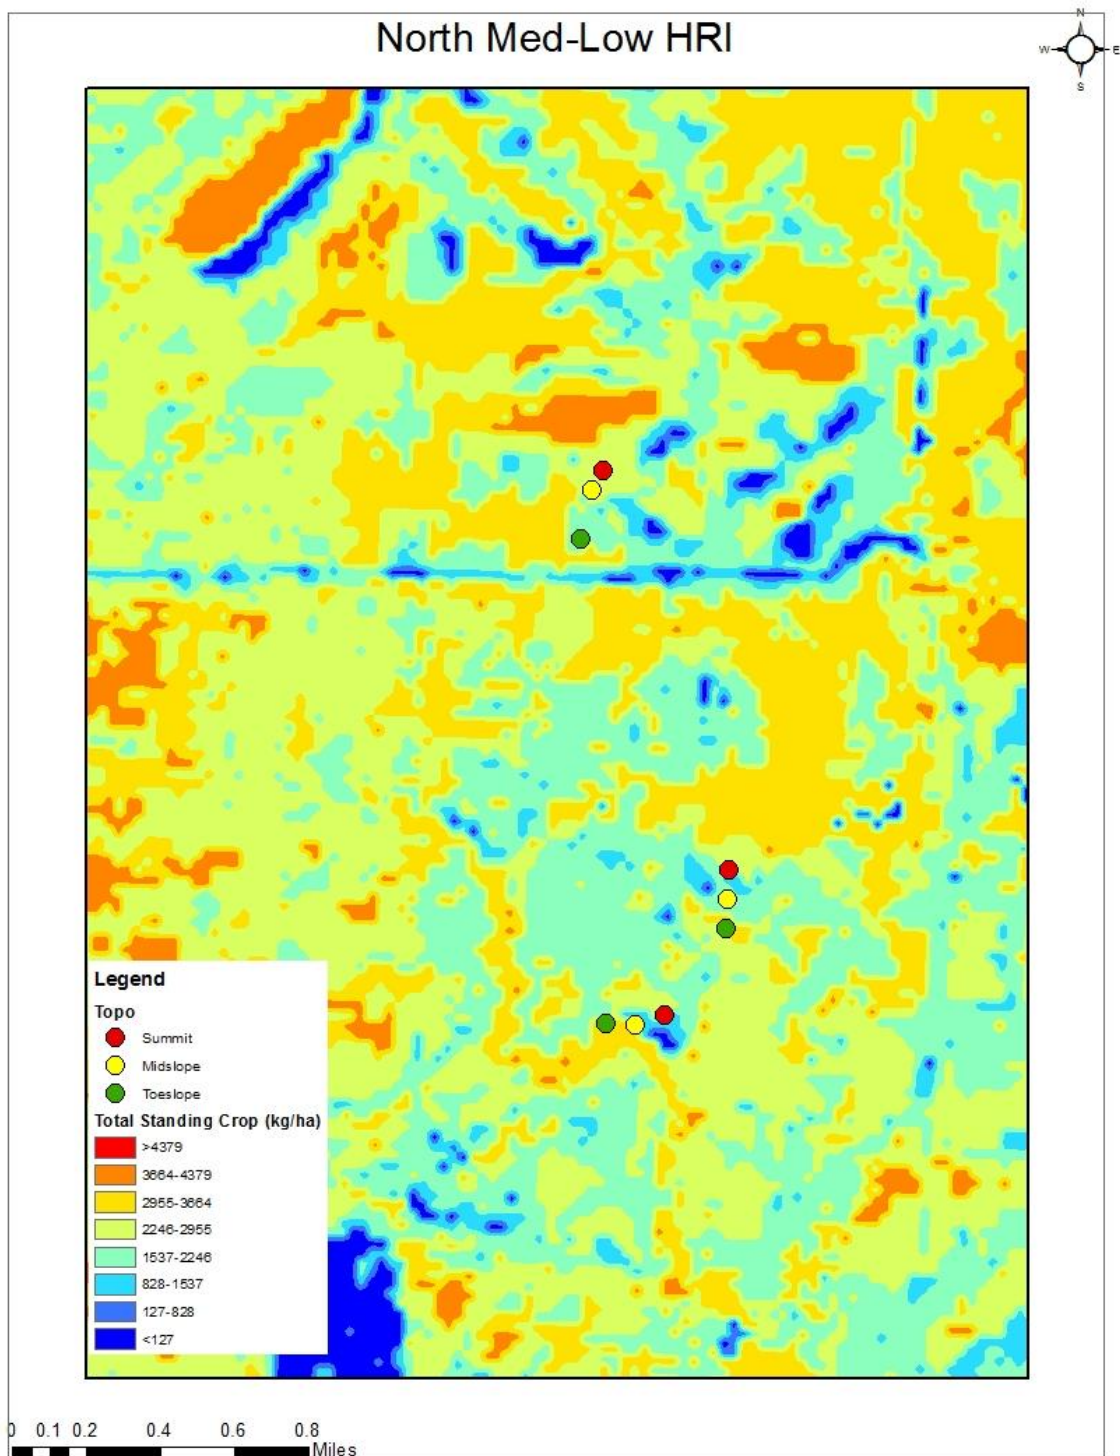 North Med-Low HRI
N
W E
S
Legend
Topo
Summit
Midslope
Toeslope
Total Standing Crop (kg/ha)
>4379
3664-4379
2955-3664
2246-2955
1537-2246
828-1537
127-828
<127
0 0.1 0.2 0.4 0.6 0.8
Miles